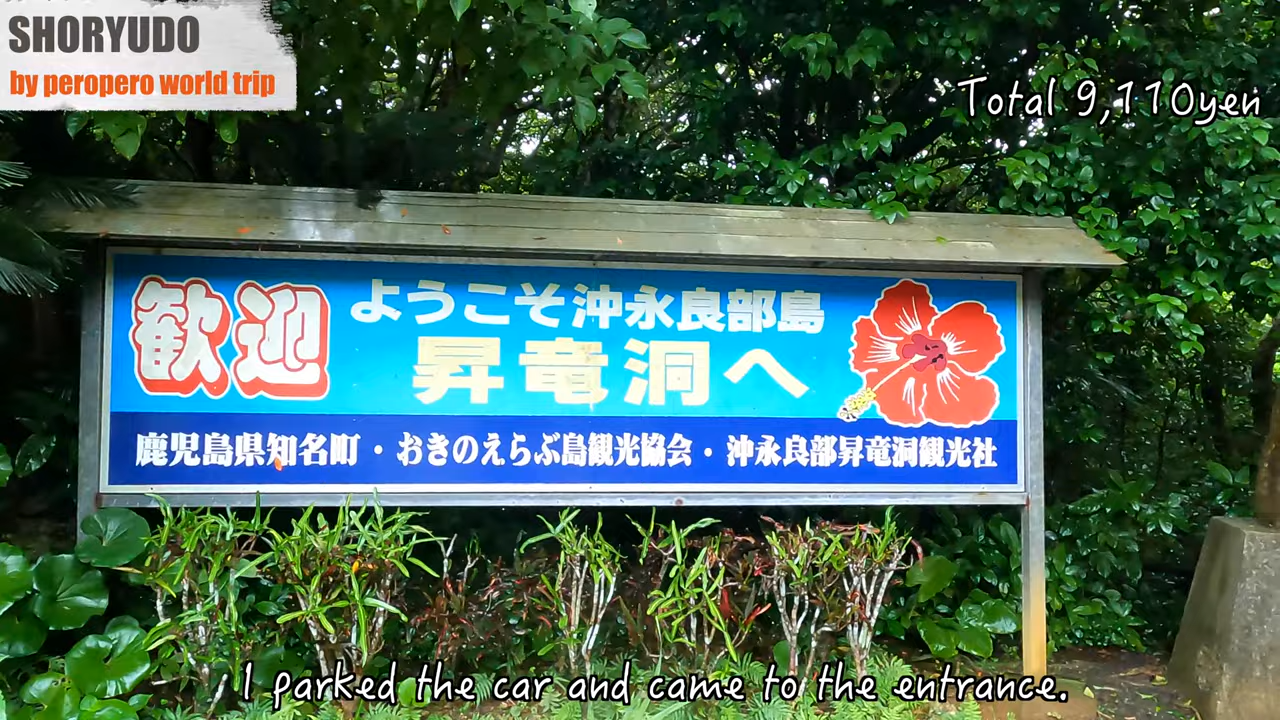 SHORYUDO
by peropero world trip
Total 9,110yen
歓迎
ようこそ沖永良部島
昇竜洞へ
鹿児島県知名町・おきのえらぶ島観光協会・沖永良部昇竜洞観光社
I parked the car and came to the entrance.